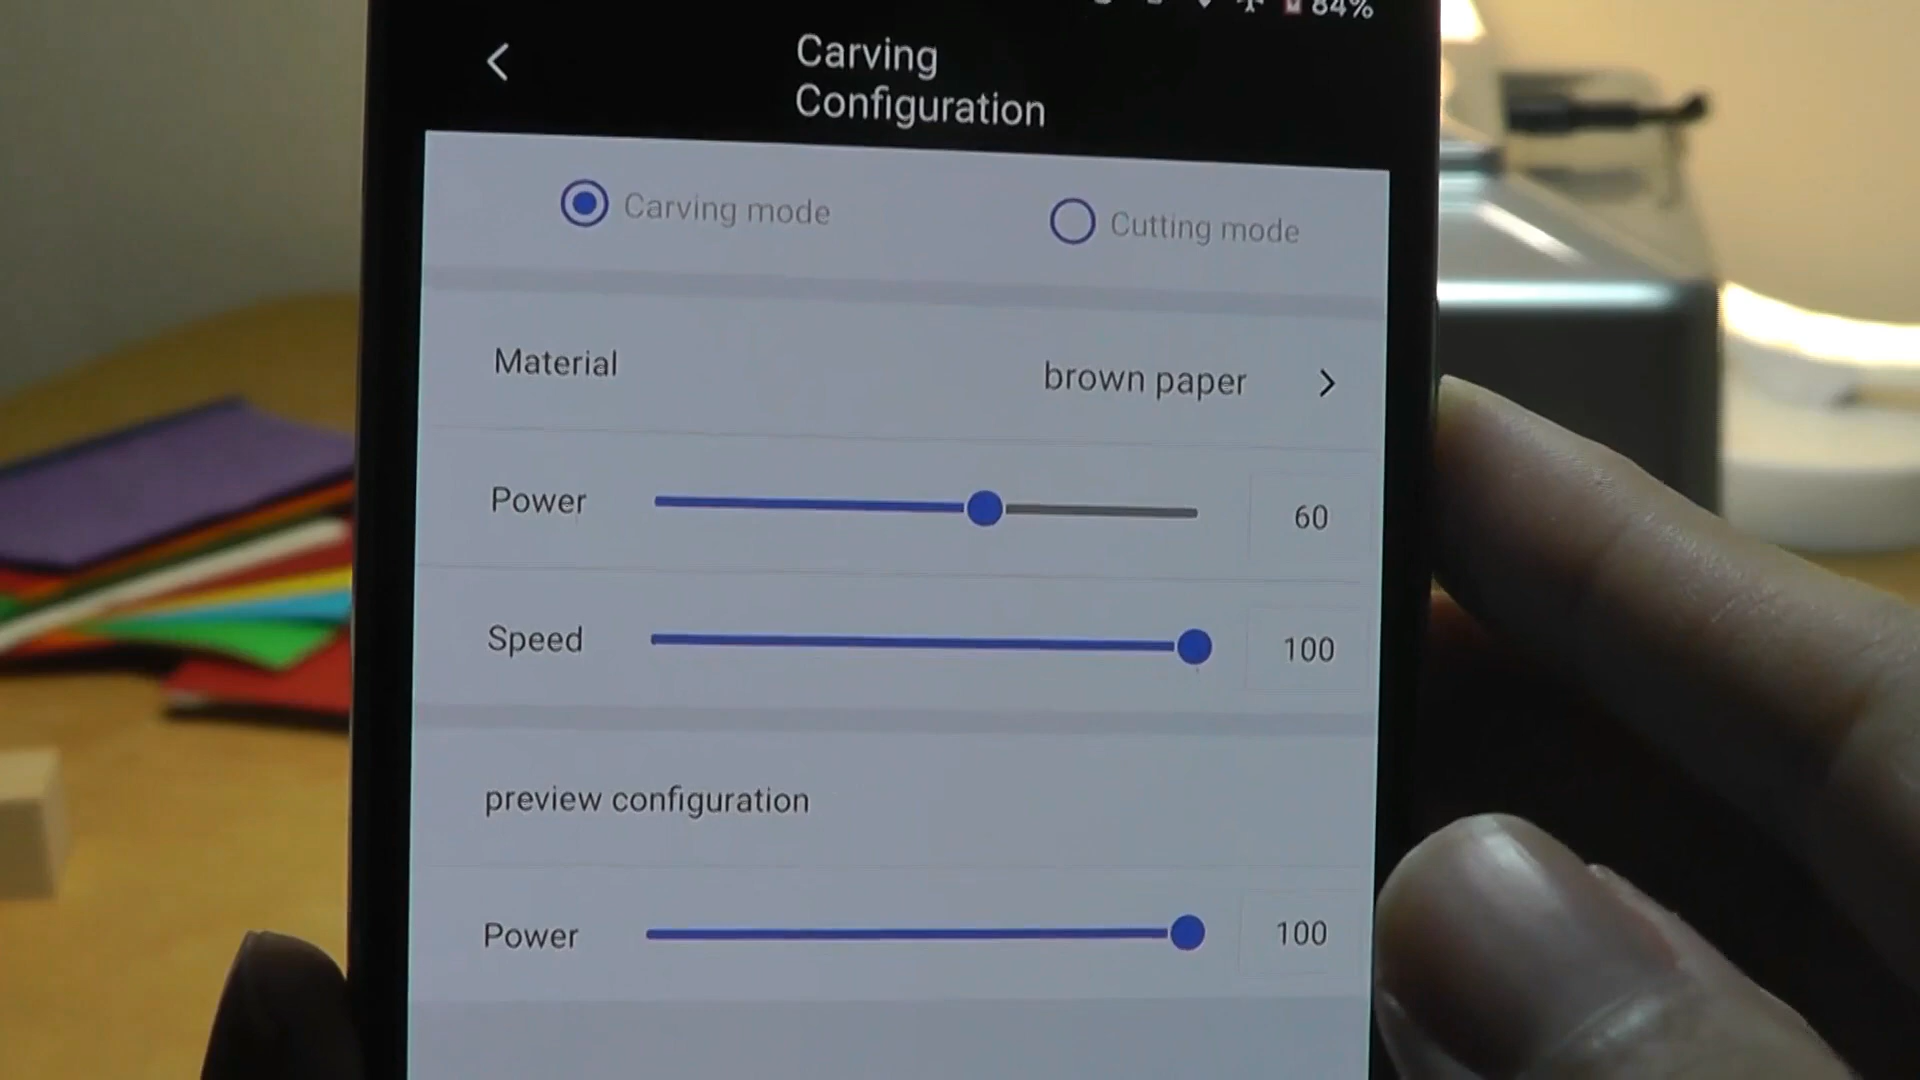 84%
Carving
Configuration
Carving mode
Cutting mode
Material
brown paper
Power
60
Speed
100
preview configuration
Power
100